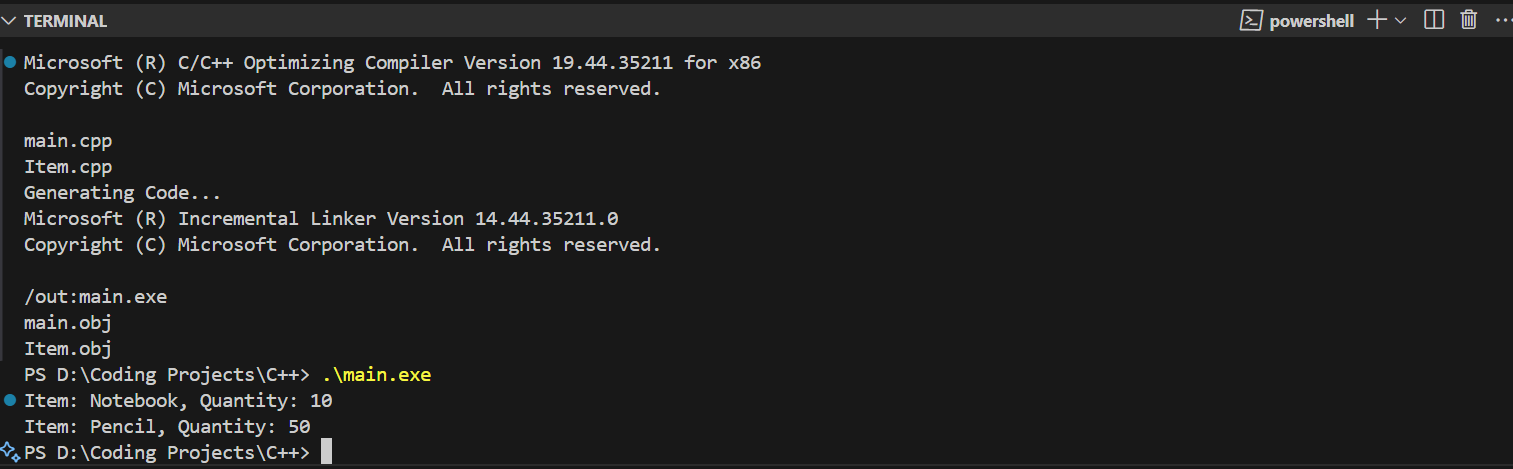 TERMINAL
powershell
Microsoft (R) C/C++ Optimizing Compiler Version 19.44.35211 for x86
Copyright (C) Microsoft Corporation.  All rights reserved.
main.cpp
Item.cpp
Generating Code...
Microsoft (R) Incremental Linker Version 14.44.35211.0
Copyright (C) Microsoft Corporation.  All rights reserved.
/out:main.exe
main.obj
Item.obj
PS D:\Coding Projects\C++> .\main.exe
Item: Notebook, Quantity: 10
Item: Pencil, Quantity: 50
PS D:\Coding Projects\C++>